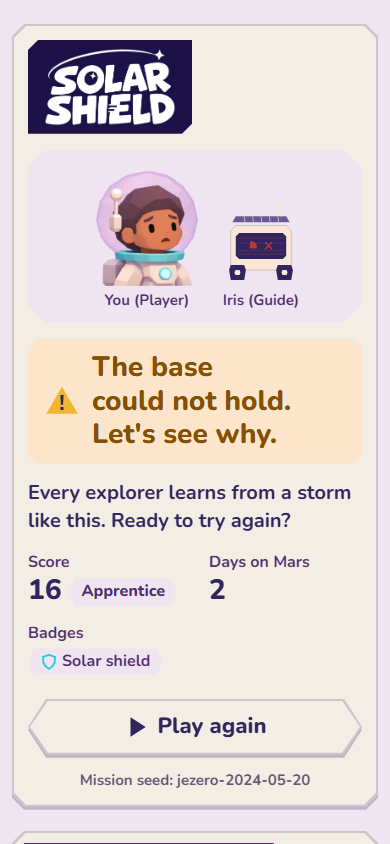 SOLAR
SHIELD
You (Player)
Iris (Guide)
The base
could not hold.
Let's see why.
Every explorer learns from a storm
like this. Ready to try again?
Score
16 Apprentice
Days on Mars
2
Badges
Solar shield
Play again
Mission seed: jezero-2024-05-20